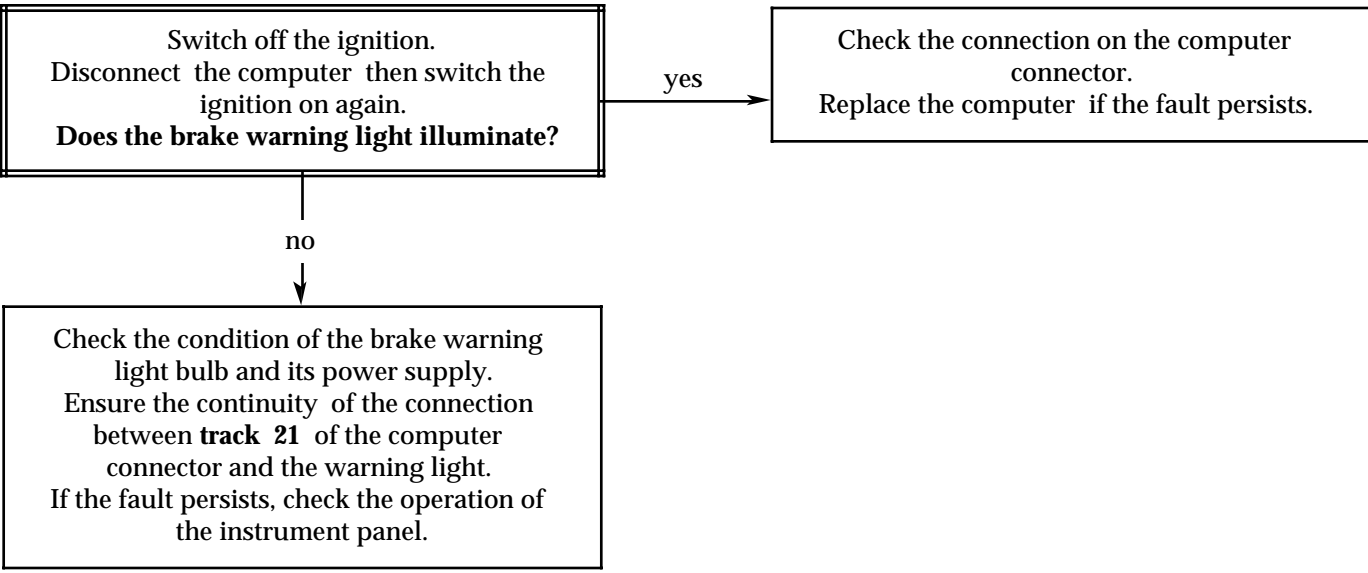 Switch off the ignition.
Disconnect the computer then switch the
ignition on again.
Does the brake warning light illuminate?
yes
Check the connection on the computer
connector.
Replace the computer if the fault persists.
no
Check the condition of the brake warning
light bulb and its power supply.
Ensure the continuity of the connection
between track 21 of the computer
connector and the warning light.
If the fault persists, check the operation of
the instrument panel.